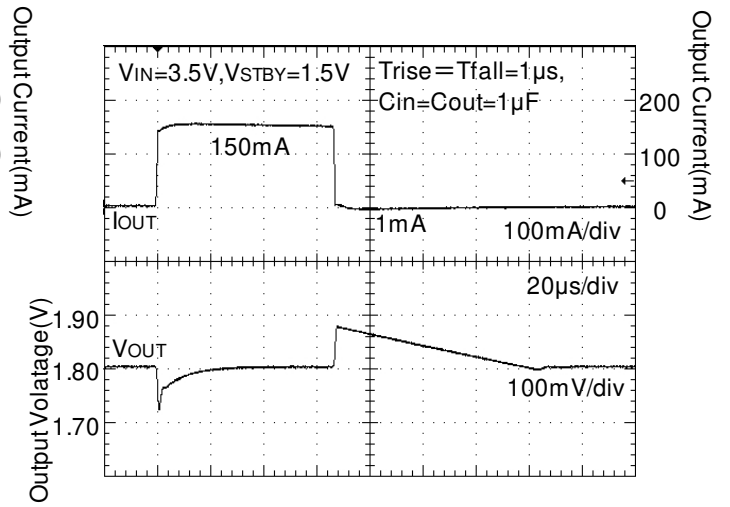 Output Current(mA)
VIN=3.5V,VSTBY=1.5V
Trise=Tfall=1µs,
Cin=Cout=1µF
150mA
IOUT
1mA
100mA/div
200
100
0
Output Current(mA)
20µs/div
Output Volatage(V)
1.90
1.80
1.70
VOUT
100mV/div